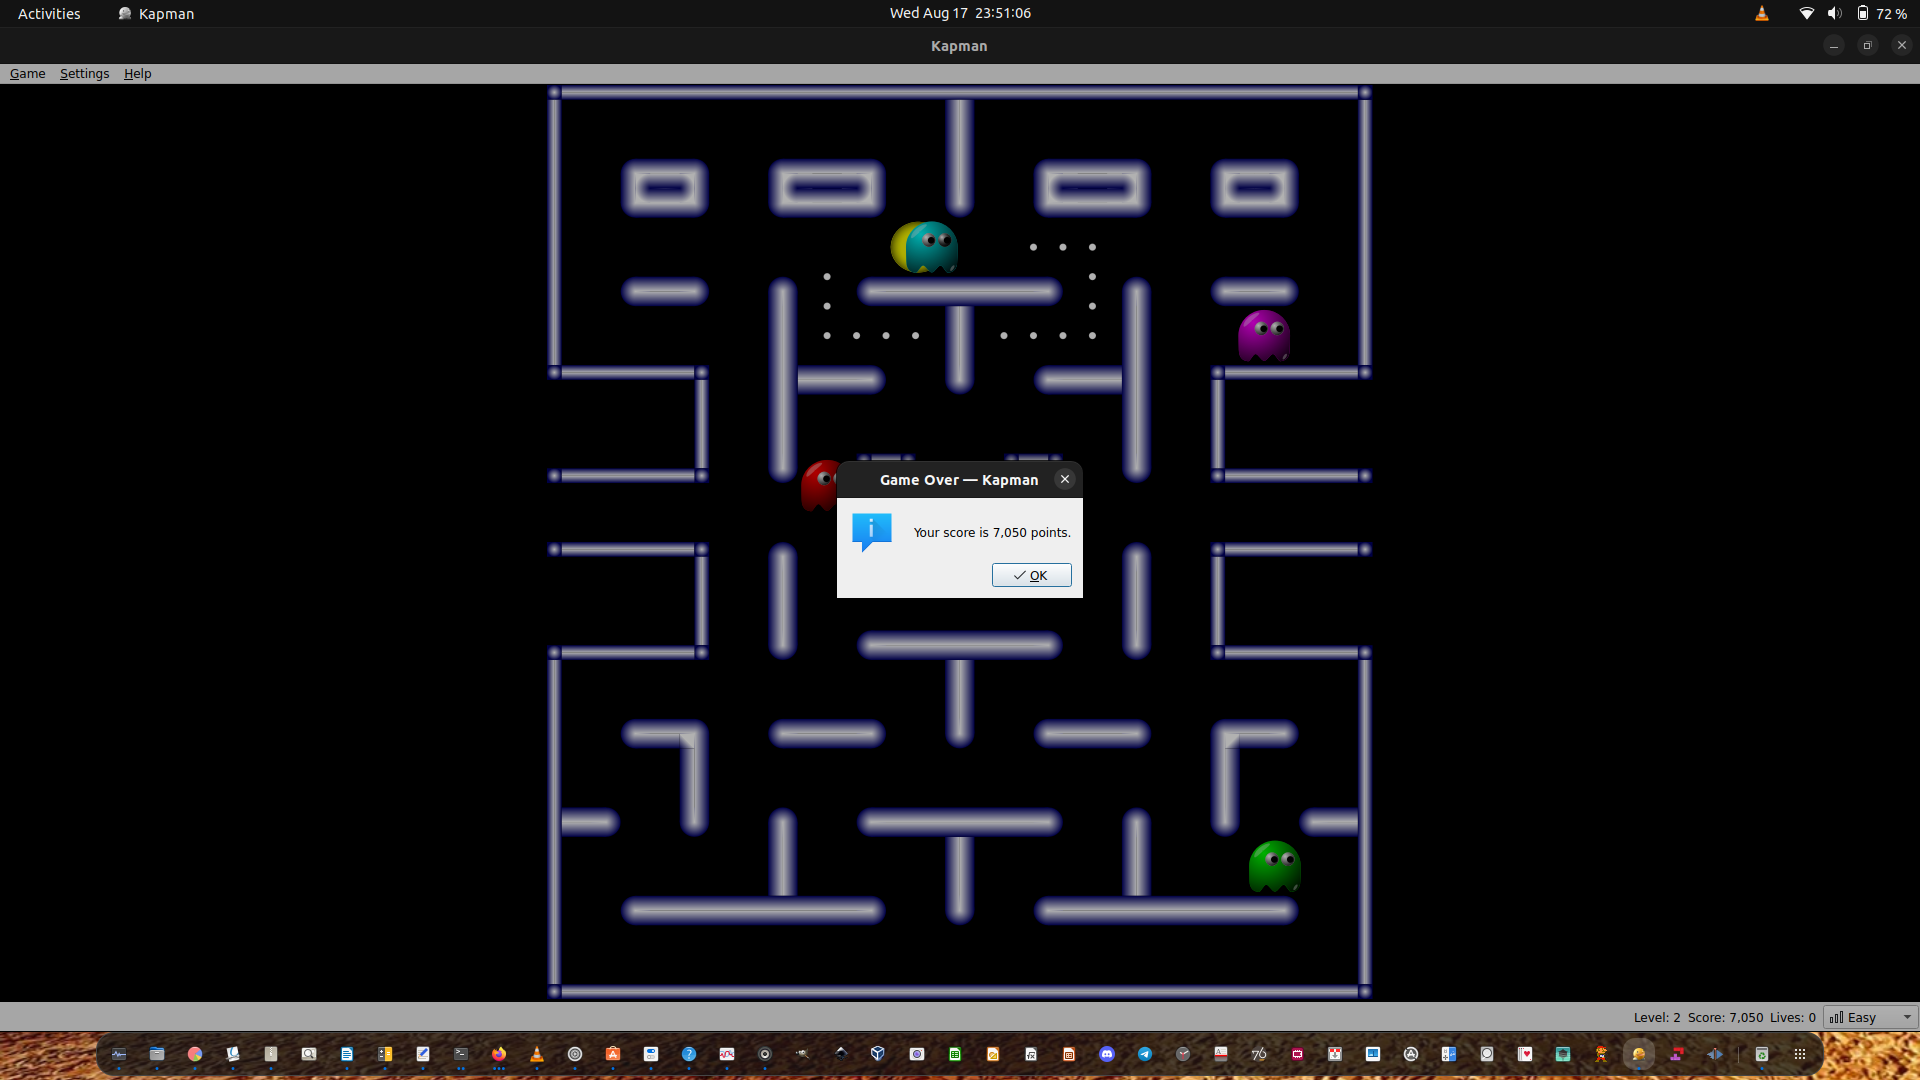 Activities Kapman Wed Aug 17 23:51:06 72 %
Kapman
Game Settings Help
Game Over — Kapman
Your score is 7,050 points.
OK
Level: 2 Score: 7,050 Lives: 0 Easy